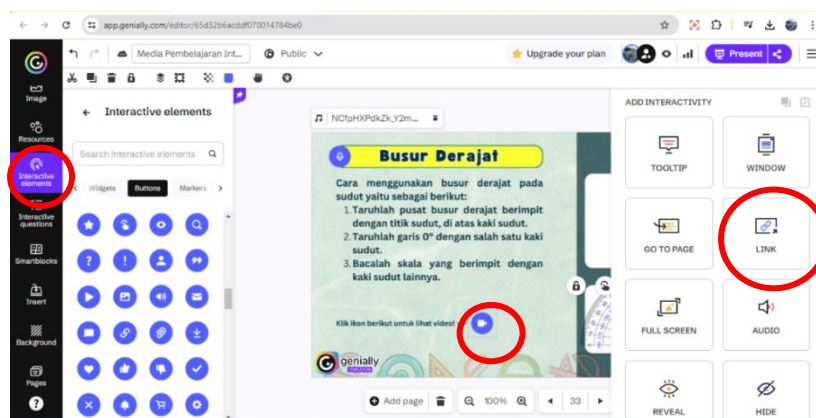 app.genially.com/editor/65d32b6acddf070014784be0
Media Pembelajaran Int...
Public
Upgrade your plan
Present
Image
Resources
Interactive elements
Interactive questions
Smartblocks
Insert
Background
Pages
Interactive elements
Search interactive elements
Widgets
Buttons
Markers
NCfpHXPdkZk_Y2m...
Busur Derajat
Cara menggunakan busur derajat pada
sudut yaitu sebagai berikut:
1. Taruhlah pusat busur derajat berimpit
dengan titik sudut, di atas kaki sudut.
2. Taruhlah garis 0° dengan salah satu kaki
sudut.
3. Bacalah skala yang berimpit dengan
kaki sudut lainnya.
Klik ikon berikut untuk lihat video!
genially
Add page
100%
33
ADD INTERACTIVITY
TOOLTIP
WINDOW
GO TO PAGE
LINK
FULL SCREEN
AUDIO
REVEAL
HIDE